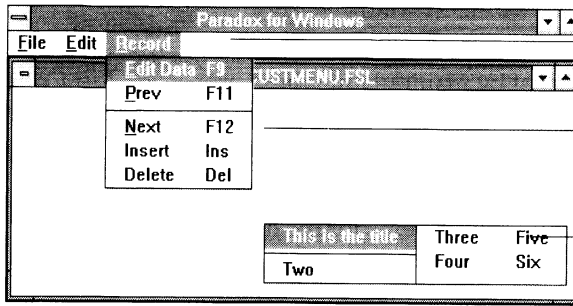 Paradox for Windows
File Edit Record
CUSTMENU.FSL
Edit Data F9
Prev F11
Next F12
Insert Ins
Delete Del
This is the title Three Five
Two Four Six